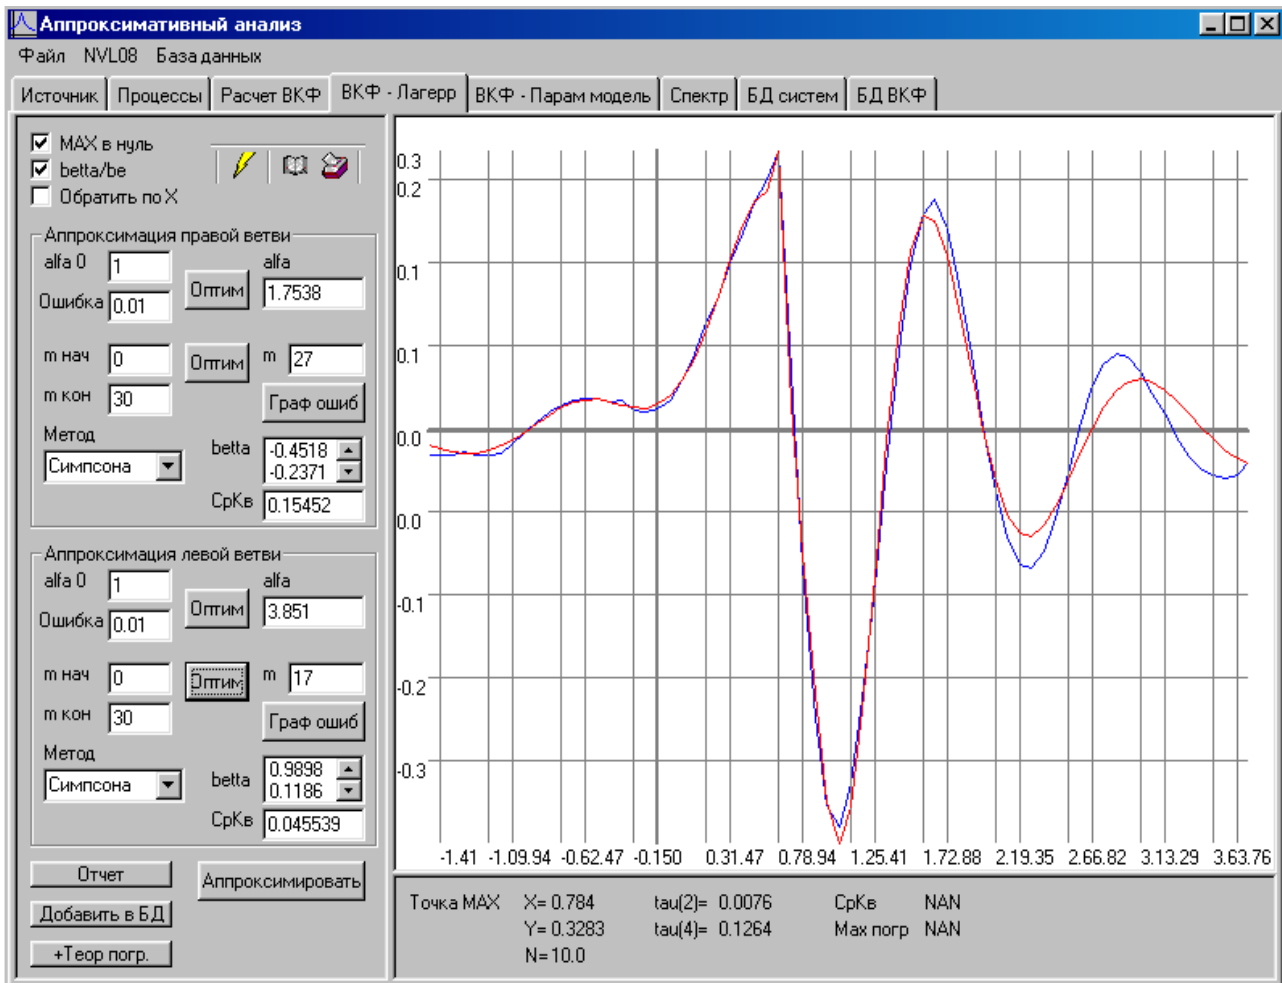 Аппроксимативный анализ
Файл NVL08 База данных
Источник Процессы Расчет ВКФ ВКФ - Лагерр ВКФ - Парам модель Спектр БД систем БД ВКФ
MAX в нуль
betta/be
Обратить по X
Аппроксимация правой ветви
alfa 0 1 Оптим alfa
Ошибка 0.01 1.7538
m нач 0 Оптим m 27
m кон 30 Граф ошиб
Метод betta -0.4518
Симпсона -0.2371
СрКв 0.15452
Аппроксимация левой ветви
alfa 0 1 Оптим alfa
Ошибка 0.01 3.851
m нач 0 Оптим m 17
m кон 30 Граф ошиб
Метод betta 0.9898
Симпсона 0.1186
СрКв 0.045539
Отчет Аппроксимировать
Добавить в БД
+Теор погр.
0.3
0.2
0.1
0.1
0.0
0.0
-0.1
-0.2
-0.3
-1.41 -1.09.94 -0.62.47 -0.150 0.31.47 0.78.94 1.25.41 1.72.88 2.19.35 2.66.82 3.13.29 3.63.76
Точка MAX X= 0.784 tau(2)= 0.0076 СрКв NAN
Y= 0.3283 tau(4)= 0.1264 Max погр NAN
N= 10.0